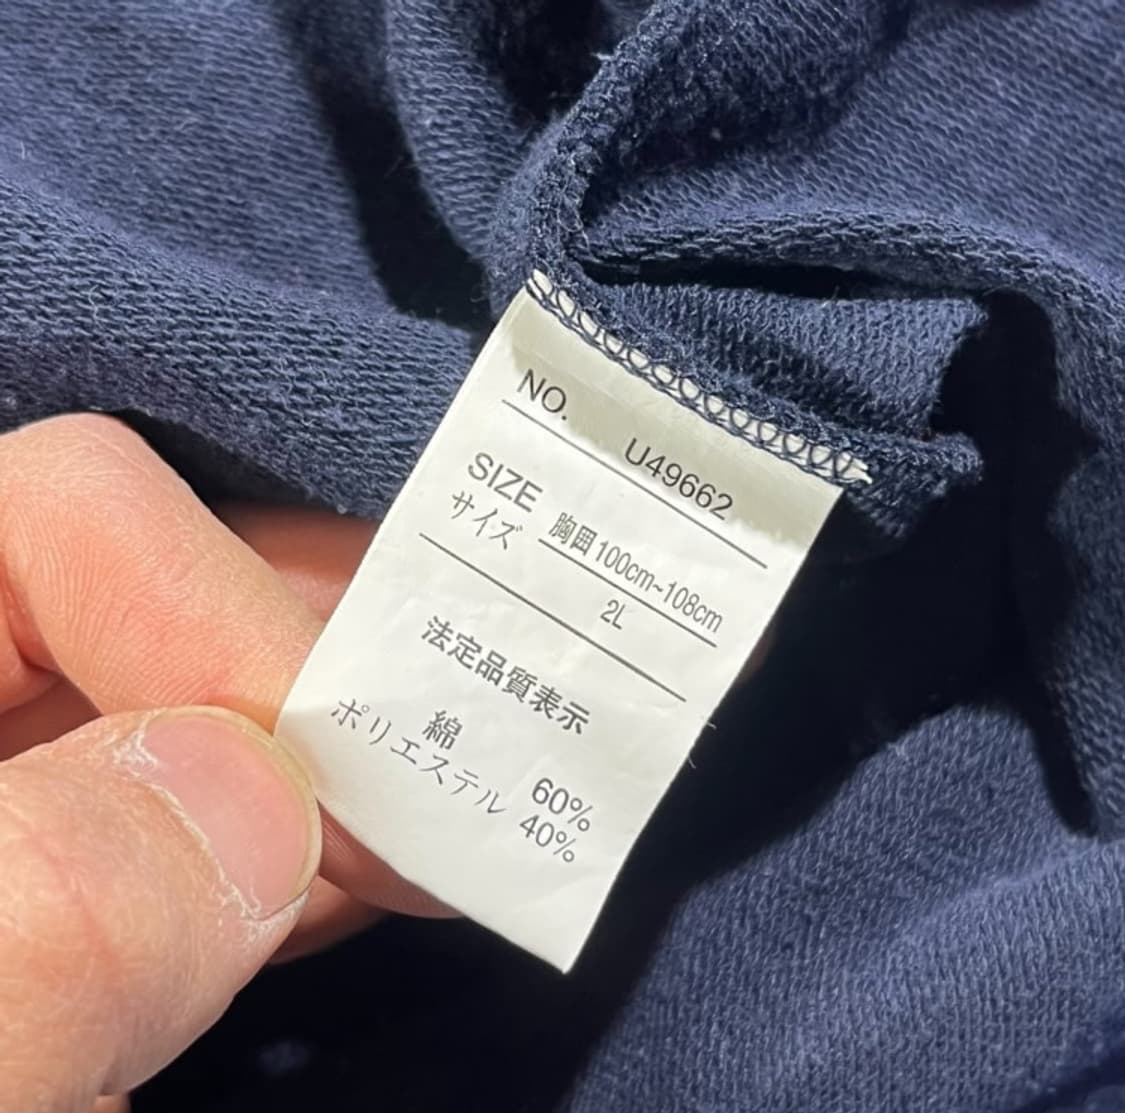 NO. U49662
SIZE
サイズ
胸囲100cm~108cm
2L
法定品質表示
綿 60%
ポリエステル 40%